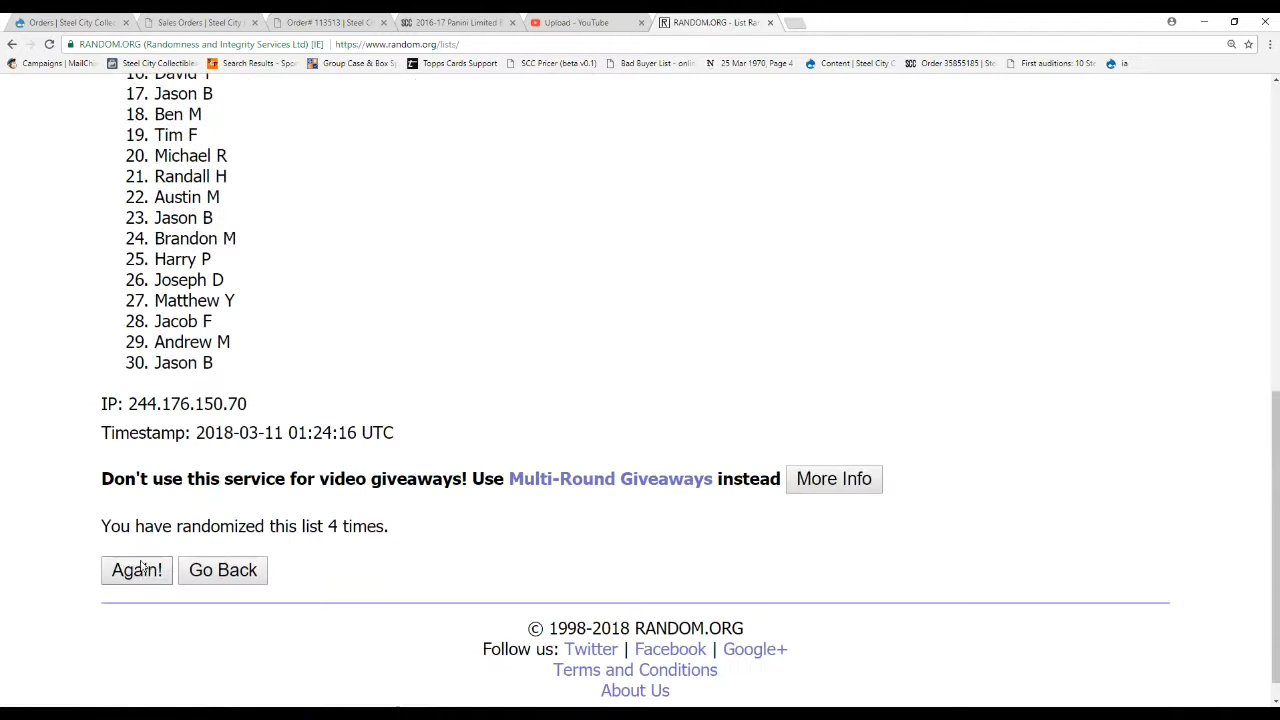 Orders | Steel City Colle
Sales Orders | Steel City
Order# 113513 | Steel C
2016-17 Panini Limited
Upload - YouTube
RANDOM.ORG - List Ra
RANDOM.ORG (Randomness and Integrity Services Ltd) [IE] | https://www.random.org/lists/
Campaigns | MailChi
Steel City Collectible
Search Results - Spor
Group Case & Box Sp
Topps Cards Support
SCC Pricer (beta v0.1)
Bad Buyer List - onlin
25 Mar 1970, Page 4
Content | Steel City C
Order 35855185 | Ste
First auditions: 10 Ste
ia
16. David T
17. Jason B
18. Ben M
19. Tim F
20. Michael R
21. Randall H
22. Austin M
23. Jason B
24. Brandon M
25. Harry P
26. Joseph D
27. Matthew Y
28. Jacob F
29. Andrew M
30. Jason B
IP: 244.176.150.70
Timestamp: 2018-03-11 01:24:16 UTC
Don't use this service for video giveaways! Use Multi-Round Giveaways instead More Info
You have randomized this list 4 times.
Again! Go Back
© 1998-2018 RANDOM.ORG
Follow us: Twitter | Facebook | Google+
Terms and Conditions
About Us